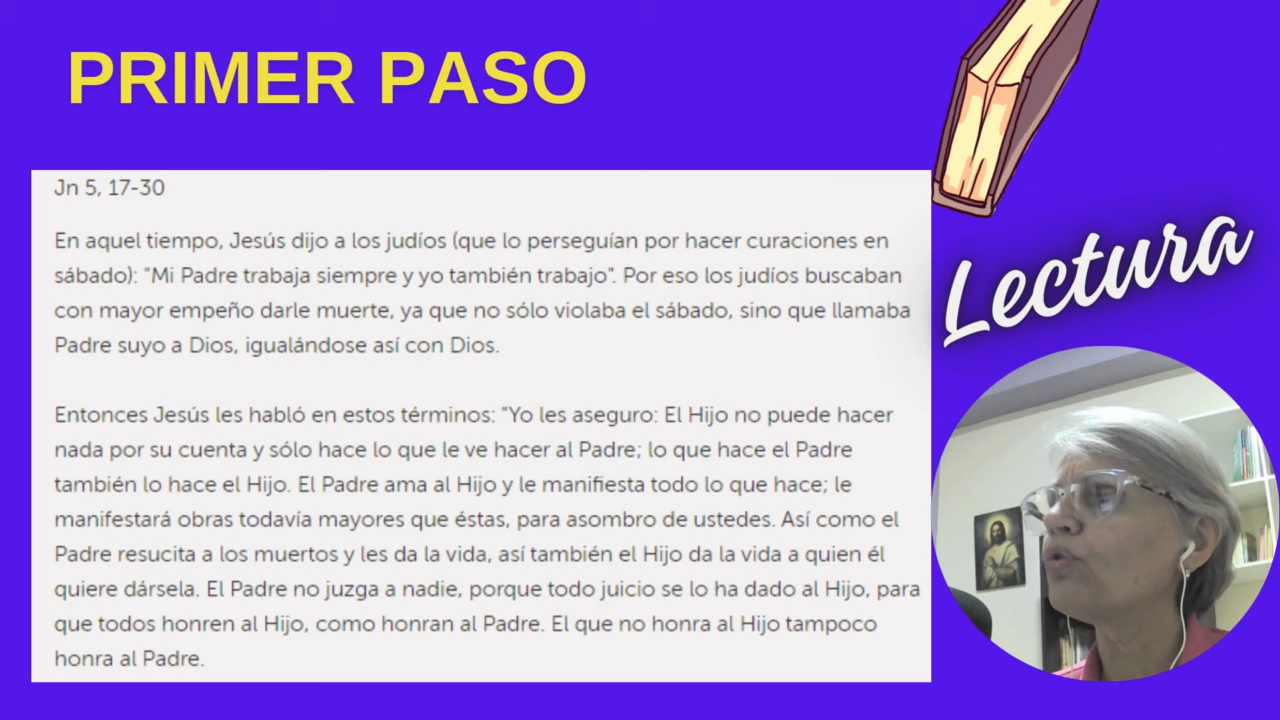 PRIMER PASO
Jn 5, 17-30
En aquel tiempo, Jesús dijo a los judíos (que lo perseguían por hacer curaciones en
sábado): "Mi Padre trabaja siempre y yo también trabajo". Por eso los judíos buscaban
con mayor empeño darle muerte, ya que no sólo violaba el sábado, sino que llamaba
Padre suyo a Dios, igualándose así con Dios.
Entonces Jesús les habló en estos términos: "Yo les aseguro: El Hijo no puede hacer
nada por su cuenta y sólo hace lo que le ve hacer al Padre; lo que hace el Padre
también lo hace el Hijo. El Padre ama al Hijo y le manifiesta todo lo que hace; le
manifestará obras todavía mayores que éstas, para asombro de ustedes. Así como el
Padre resucita a los muertos y les da la vida, así también el Hijo da la vida a quien él
quiere dársela. El Padre no juzga a nadie, porque todo juicio se lo ha dado al Hijo, para
que todos honren al Hijo, como honran al Padre. El que no honra al Hijo tampoco
honra al Padre.
Lectura